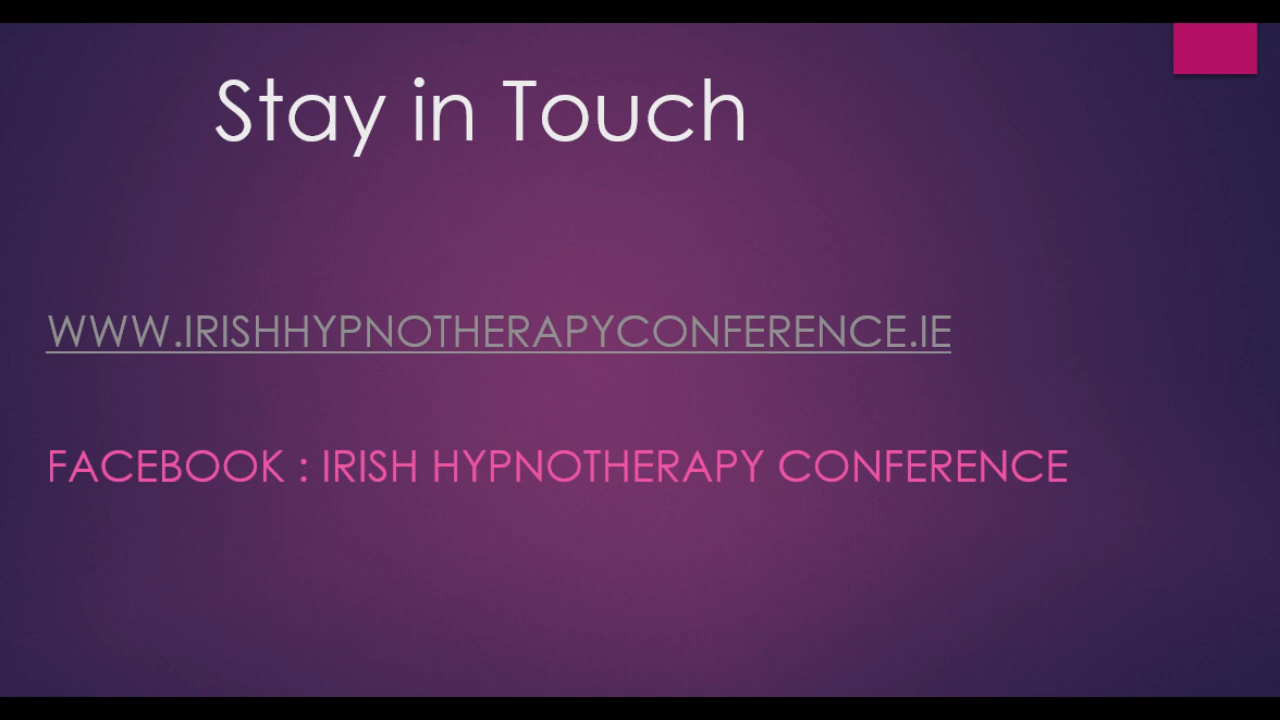 Stay in Touch
WWW.IRISHHYPNOTHERAPYCONFERENCE.IE
FACEBOOK : IRISH HYPNOTHERAPY CONFERENCE